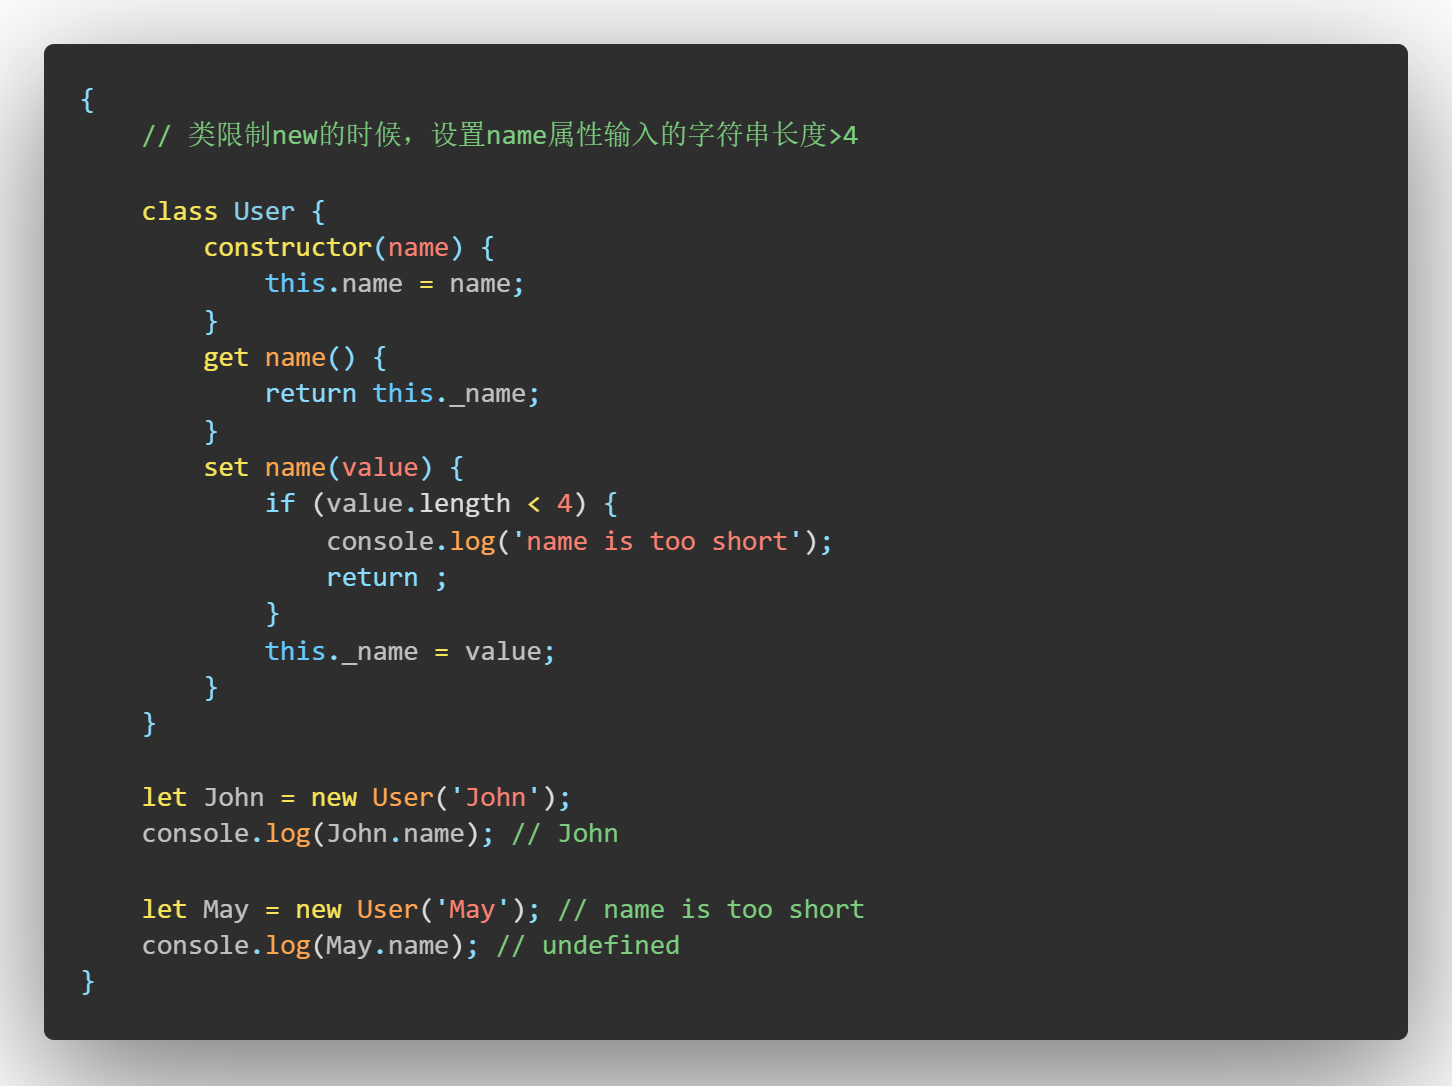 {
    // 类限制new的时候，设置name属性输入的字符串长度>4

    class User {
        constructor(name) {
            this.name = name;
        }
        get name() {
            return this._name;
        }
        set name(value) {
            if (value.length < 4) {
                console.log('name is too short');
                return ;
            }
            this._name = value;
        }
    }

    let John = new User('John');
    console.log(John.name); // John

    let May = new User('May'); // name is too short
    console.log(May.name); // undefined
}